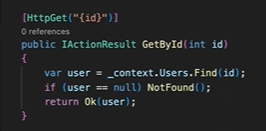 [HttpGet("{id}")]
0 references
public IActionResult GetById(int id)
{
var user = _context.Users.Find(id);
if (user == null) NotFound();
return Ok(user);
}